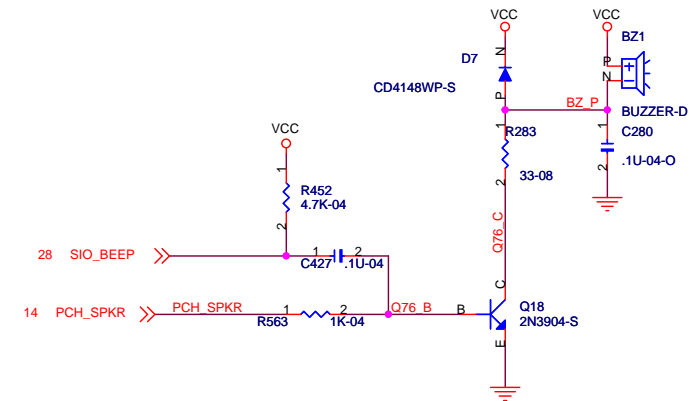 VCC
VCC
BZ1
N
D7
P
N
CD4148WP-S
P
BZ_P
BUZZER-D
VCC
1
R283
1
C280
.1U-04-O
2
33-08
2
1
R452
4.7K-04
2
Q76_C
28 SIO_BEEP
1
2
C427
.1U-04
C
14 PCH_SPKR
PCH_SPKR
1
2
Q76_B
B
Q18
2N3904-S
R563
1K-04
E